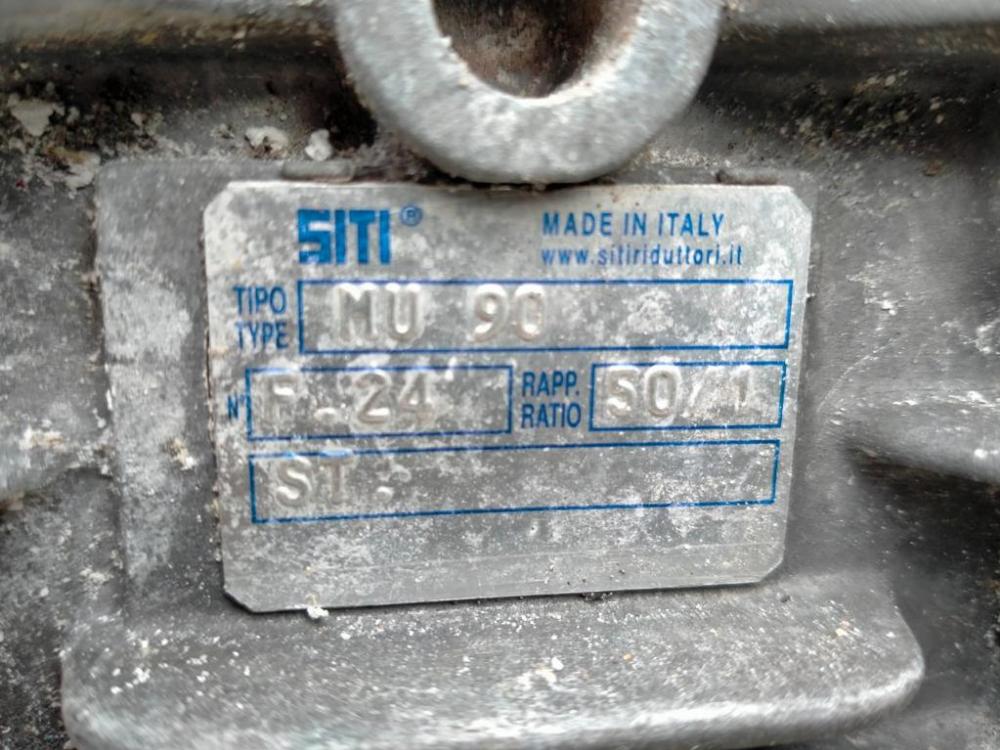 SITI®
MADE IN ITALY
www.sitiriduttori.it
TIPO
TYPE
MU 90
N°
F.24
RAPP.
RATIO
50/1
ST.